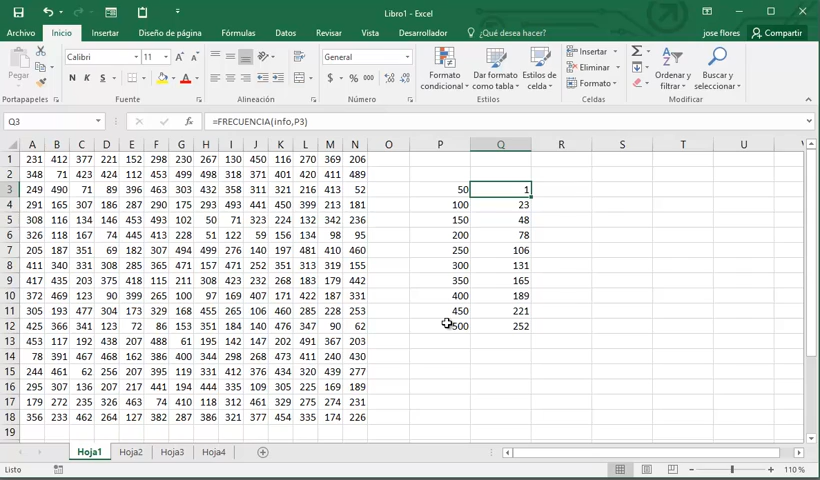 Libro1 - Excel
Archivo Inicio Insertar Diseño de página Fórmulas Datos Revisar Vista Desarrollador ¿Qué desea hacer? jose flores Compartir
Pegar Calibri 11 General Formato condicional Dar formato como tabla Estilos de celda Insertar Eliminar Formato Ordenar y filtrar Buscar y seleccionar
Portapapeles Fuente Alineación Número Estilos Celdas Modificar
Q3 =FRECUENCIA(info,P3)
A B C D E F G H I J K L M N O P Q R S T U
1 231 412 377 221 152 298 230 267 130 450 116 270 369 206
2 348 71 423 424 112 453 499 498 318 371 401 420 411 489
3 249 490 71 89 396 463 303 432 358 311 321 216 413 52 50 1
4 291 165 307 186 287 290 175 293 493 441 450 399 213 181 100 23
5 308 116 134 146 453 493 102 50 71 323 224 132 342 236 150 48
6 326 118 167 74 445 413 228 51 122 59 156 134 98 95 200 78
7 205 187 351 69 182 307 494 499 276 140 197 481 410 460 250 106
8 411 340 331 308 285 365 471 157 471 252 351 313 319 155 300 131
9 417 435 203 375 418 115 211 308 423 232 268 183 179 442 350 165
10 372 469 123 90 399 265 100 97 169 407 171 422 187 331 400 189
11 305 193 477 304 173 329 168 455 265 106 460 285 228 253 450 221
12 425 366 341 123 72 86 153 351 184 140 476 347 90 62 500 252
13 453 117 192 438 207 488 61 195 142 147 202 491 367 203
14 78 391 467 468 162 386 400 344 298 268 473 411 240 430
15 244 461 62 256 207 395 119 331 412 376 434 320 439 277
16 295 307 136 207 217 441 194 444 335 109 305 225 169 189
17 179 272 235 326 463 74 410 118 312 461 329 275 274 231
18 356 233 462 264 127 382 287 386 321 377 454 335 174 226
19
Hoja1 Hoja2 Hoja3 Hoja4
Listo 110 %